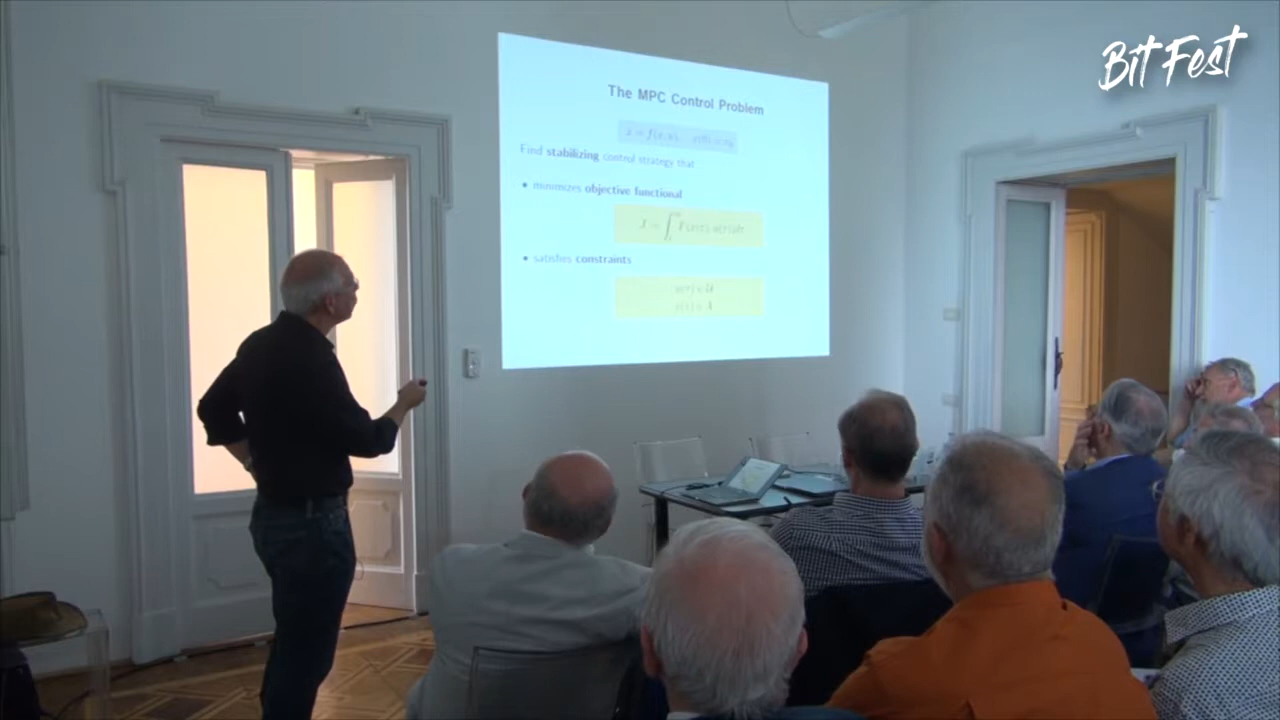 Bit Fest
The MPC Control Problem
Find stabilizing control strategy that
• minimizes objective functional
• satisfies constraints